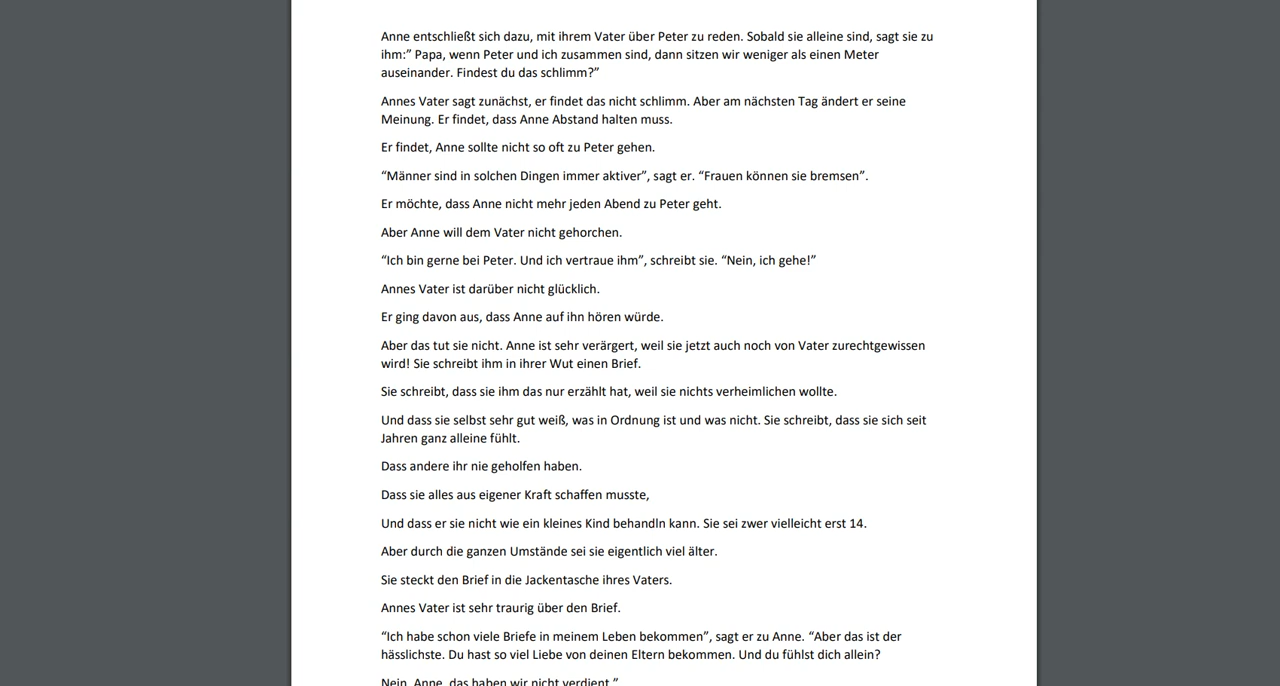 Anne entschließt sich dazu, mit ihrem Vater über Peter zu reden. Sobald sie alleine sind, sagt sie zu
ihm:” Papa, wenn Peter und ich zusammen sind, dann sitzen wir weniger als einen Meter
auseinander. Findest du das schlimm?”
Annes Vater sagt zunächst, er findet das nicht schlimm. Aber am nächsten Tag ändert er seine
Meinung. Er findet, dass Anne Abstand halten muss.
Er findet, Anne sollte nicht so oft zu Peter gehen.
“Männer sind in solchen Dingen immer aktiver”, sagt er. “Frauen können sie bremsen”.
Er möchte, dass Anne nicht mehr jeden Abend zu Peter geht.
Aber Anne will dem Vater nicht gehorchen.
“Ich bin gerne bei Peter. Und ich vertraue ihm”, schreibt sie. “Nein, ich gehe!”
Annes Vater ist darüber nicht glücklich.
Er ging davon aus, dass Anne auf ihn hören würde.
Aber das tut sie nicht. Anne ist sehr verärgert, weil sie jetzt auch noch von Vater zurechtgewissen
wird! Sie schreibt ihm in ihrer Wut einen Brief.
Sie schreibt, dass sie ihm das nur erzählt hat, weil sie nichts verheimlichen wollte.
Und dass sie selbst sehr gut weiß, was in Ordnung ist und was nicht. Sie schreibt, dass sie sich seit
Jahren ganz alleine fühlt.
Dass andere ihr nie geholfen haben.
Dass sie alles aus eigener Kraft schaffen musste,
Und dass er sie nicht wie ein kleines Kind behandln kann. Sie sei zwer vielleicht erst 14.
Aber durch die ganzen Umstände sei sie eigentlich viel älter.
Sie steckt den Brief in die Jackentasche ihres Vaters.
Annes Vater ist sehr traurig über den Brief.
“Ich habe schon viele Briefe in meinem Leben bekommen”, sagt er zu Anne. “Aber das ist der
hässlichste. Du hast so viel Liebe von deinen Eltern bekommen. Und du fühlst dich allein?
Nein, Anne, das haben wir nicht verdient.”